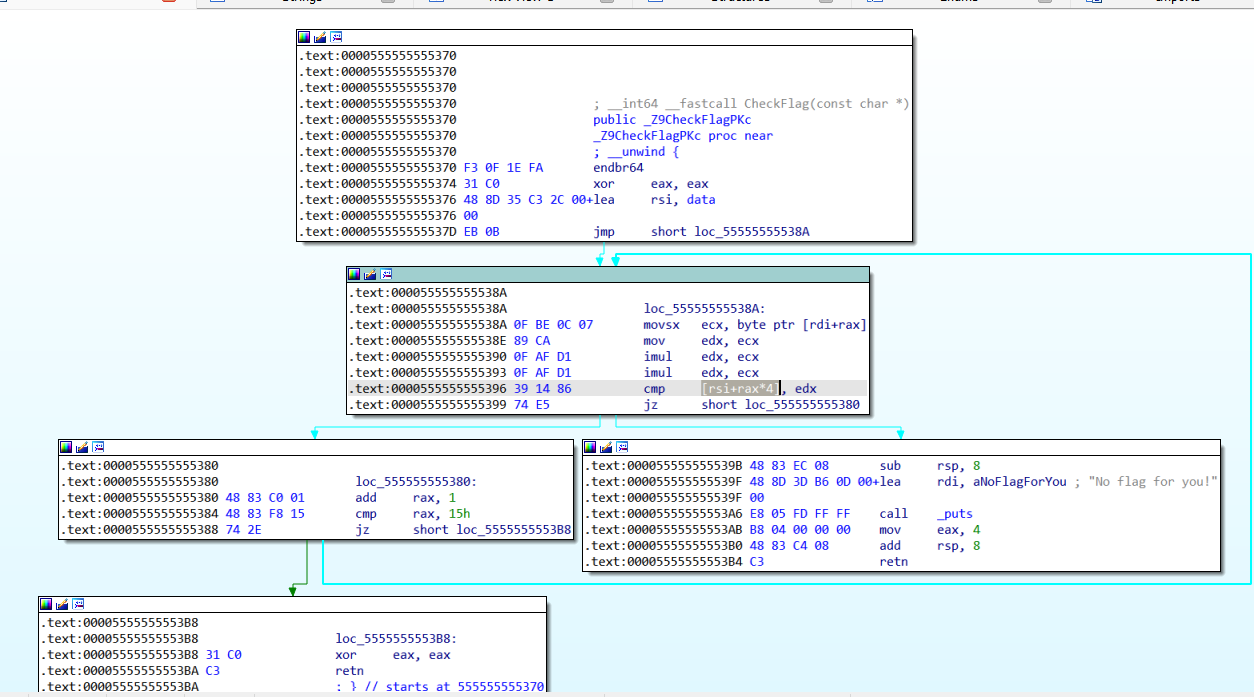 Strings
Structures
Enums
Imports
.text:0000555555555370
.text:0000555555555370
.text:0000555555555370
.text:0000555555555370 ; __int64 __fastcall CheckFlag(const char *)
.text:0000555555555370 public _Z9CheckFlagPKc
.text:0000555555555370 _Z9CheckFlagPKc proc near
.text:0000555555555370 ; __unwind {
.text:0000555555555370 F3 0F 1E FA endbr64
.text:0000555555555374 31 C0 xor eax, eax
.text:0000555555555376 48 8D 35 C3 2C 00+lea rsi, data
.text:0000555555555376 00
.text:000055555555537D EB 0B jmp short loc_55555555538A
.text:000055555555538A
.text:000055555555538A loc_55555555538A:
.text:000055555555538A 0F BE 0C 07 movsx ecx, byte ptr [rdi+rax]
.text:000055555555538E 89 CA mov edx, ecx
.text:0000555555555390 0F AF D1 imul edx, ecx
.text:0000555555555393 0F AF D1 imul edx, ecx
.text:0000555555555396 39 14 86 cmp [rsi+rax*4], edx
.text:0000555555555399 74 E5 jz short loc_555555555380
.text:0000555555555380
.text:0000555555555380 loc_555555555380:
.text:0000555555555380 48 83 C0 01 add rax, 1
.text:0000555555555384 48 83 F8 15 cmp rax, 15h
.text:0000555555555388 74 2E jz short loc_5555555553B8
.text:000055555555539B 48 83 EC 08 sub rsp, 8
.text:000055555555539F 48 8D 3D B6 0D 00+lea rdi, aNoFlagForYou ; "No flag for you!"
.text:000055555555539F 00
.text:00005555555553A6 E8 05 FD FF FF call _puts
.text:00005555555553AB B8 04 00 00 00 mov eax, 4
.text:00005555555553B0 48 83 C4 08 add rsp, 8
.text:00005555555553B4 C3 retn
.text:00005555555553B8
.text:00005555555553B8 loc_5555555553B8:
.text:00005555555553B8 31 C0 xor eax, eax
.text:00005555555553BA C3 retn
.text:00005555555553BA ; } // starts at 555555555370